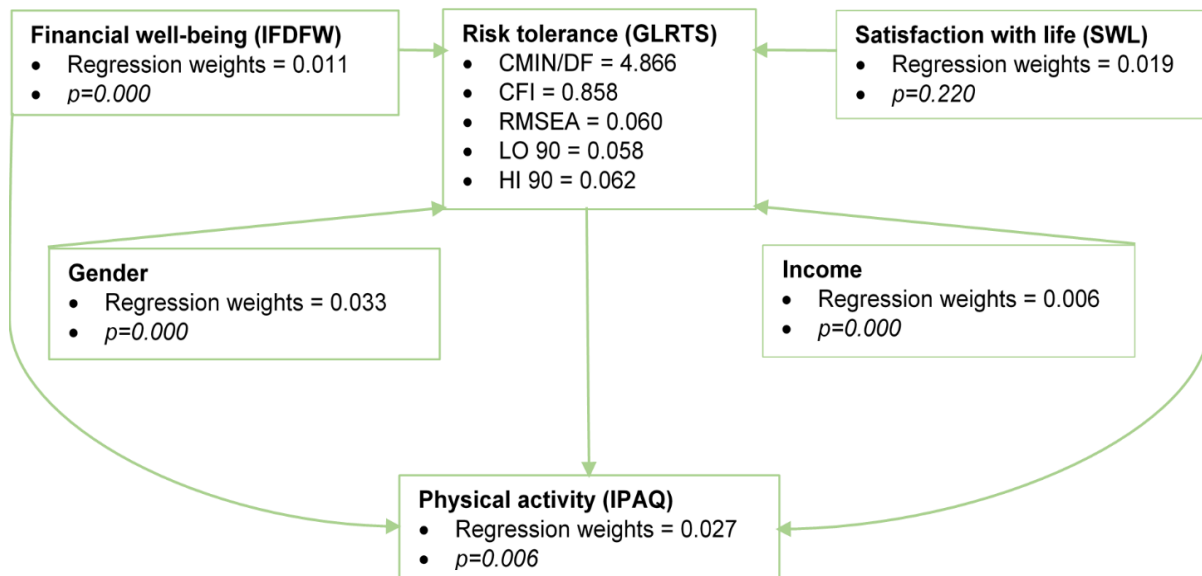 Financial well-being (IFDFW)
• Regression weights = 0.011
• p=0.000
Risk tolerance (GLRTS)
• CMIN/DF = 4.866
• CFI = 0.858
• RMSEA = 0.060
• LO 90 = 0.058
• HI 90 = 0.062
Satisfaction with life (SWL)
• Regression weights = 0.019
• p=0.220
Gender
• Regression weights = 0.033
• p=0.000
Income
• Regression weights = 0.006
• p=0.000
Physical activity (IPAQ)
• Regression weights = 0.027
• p=0.006